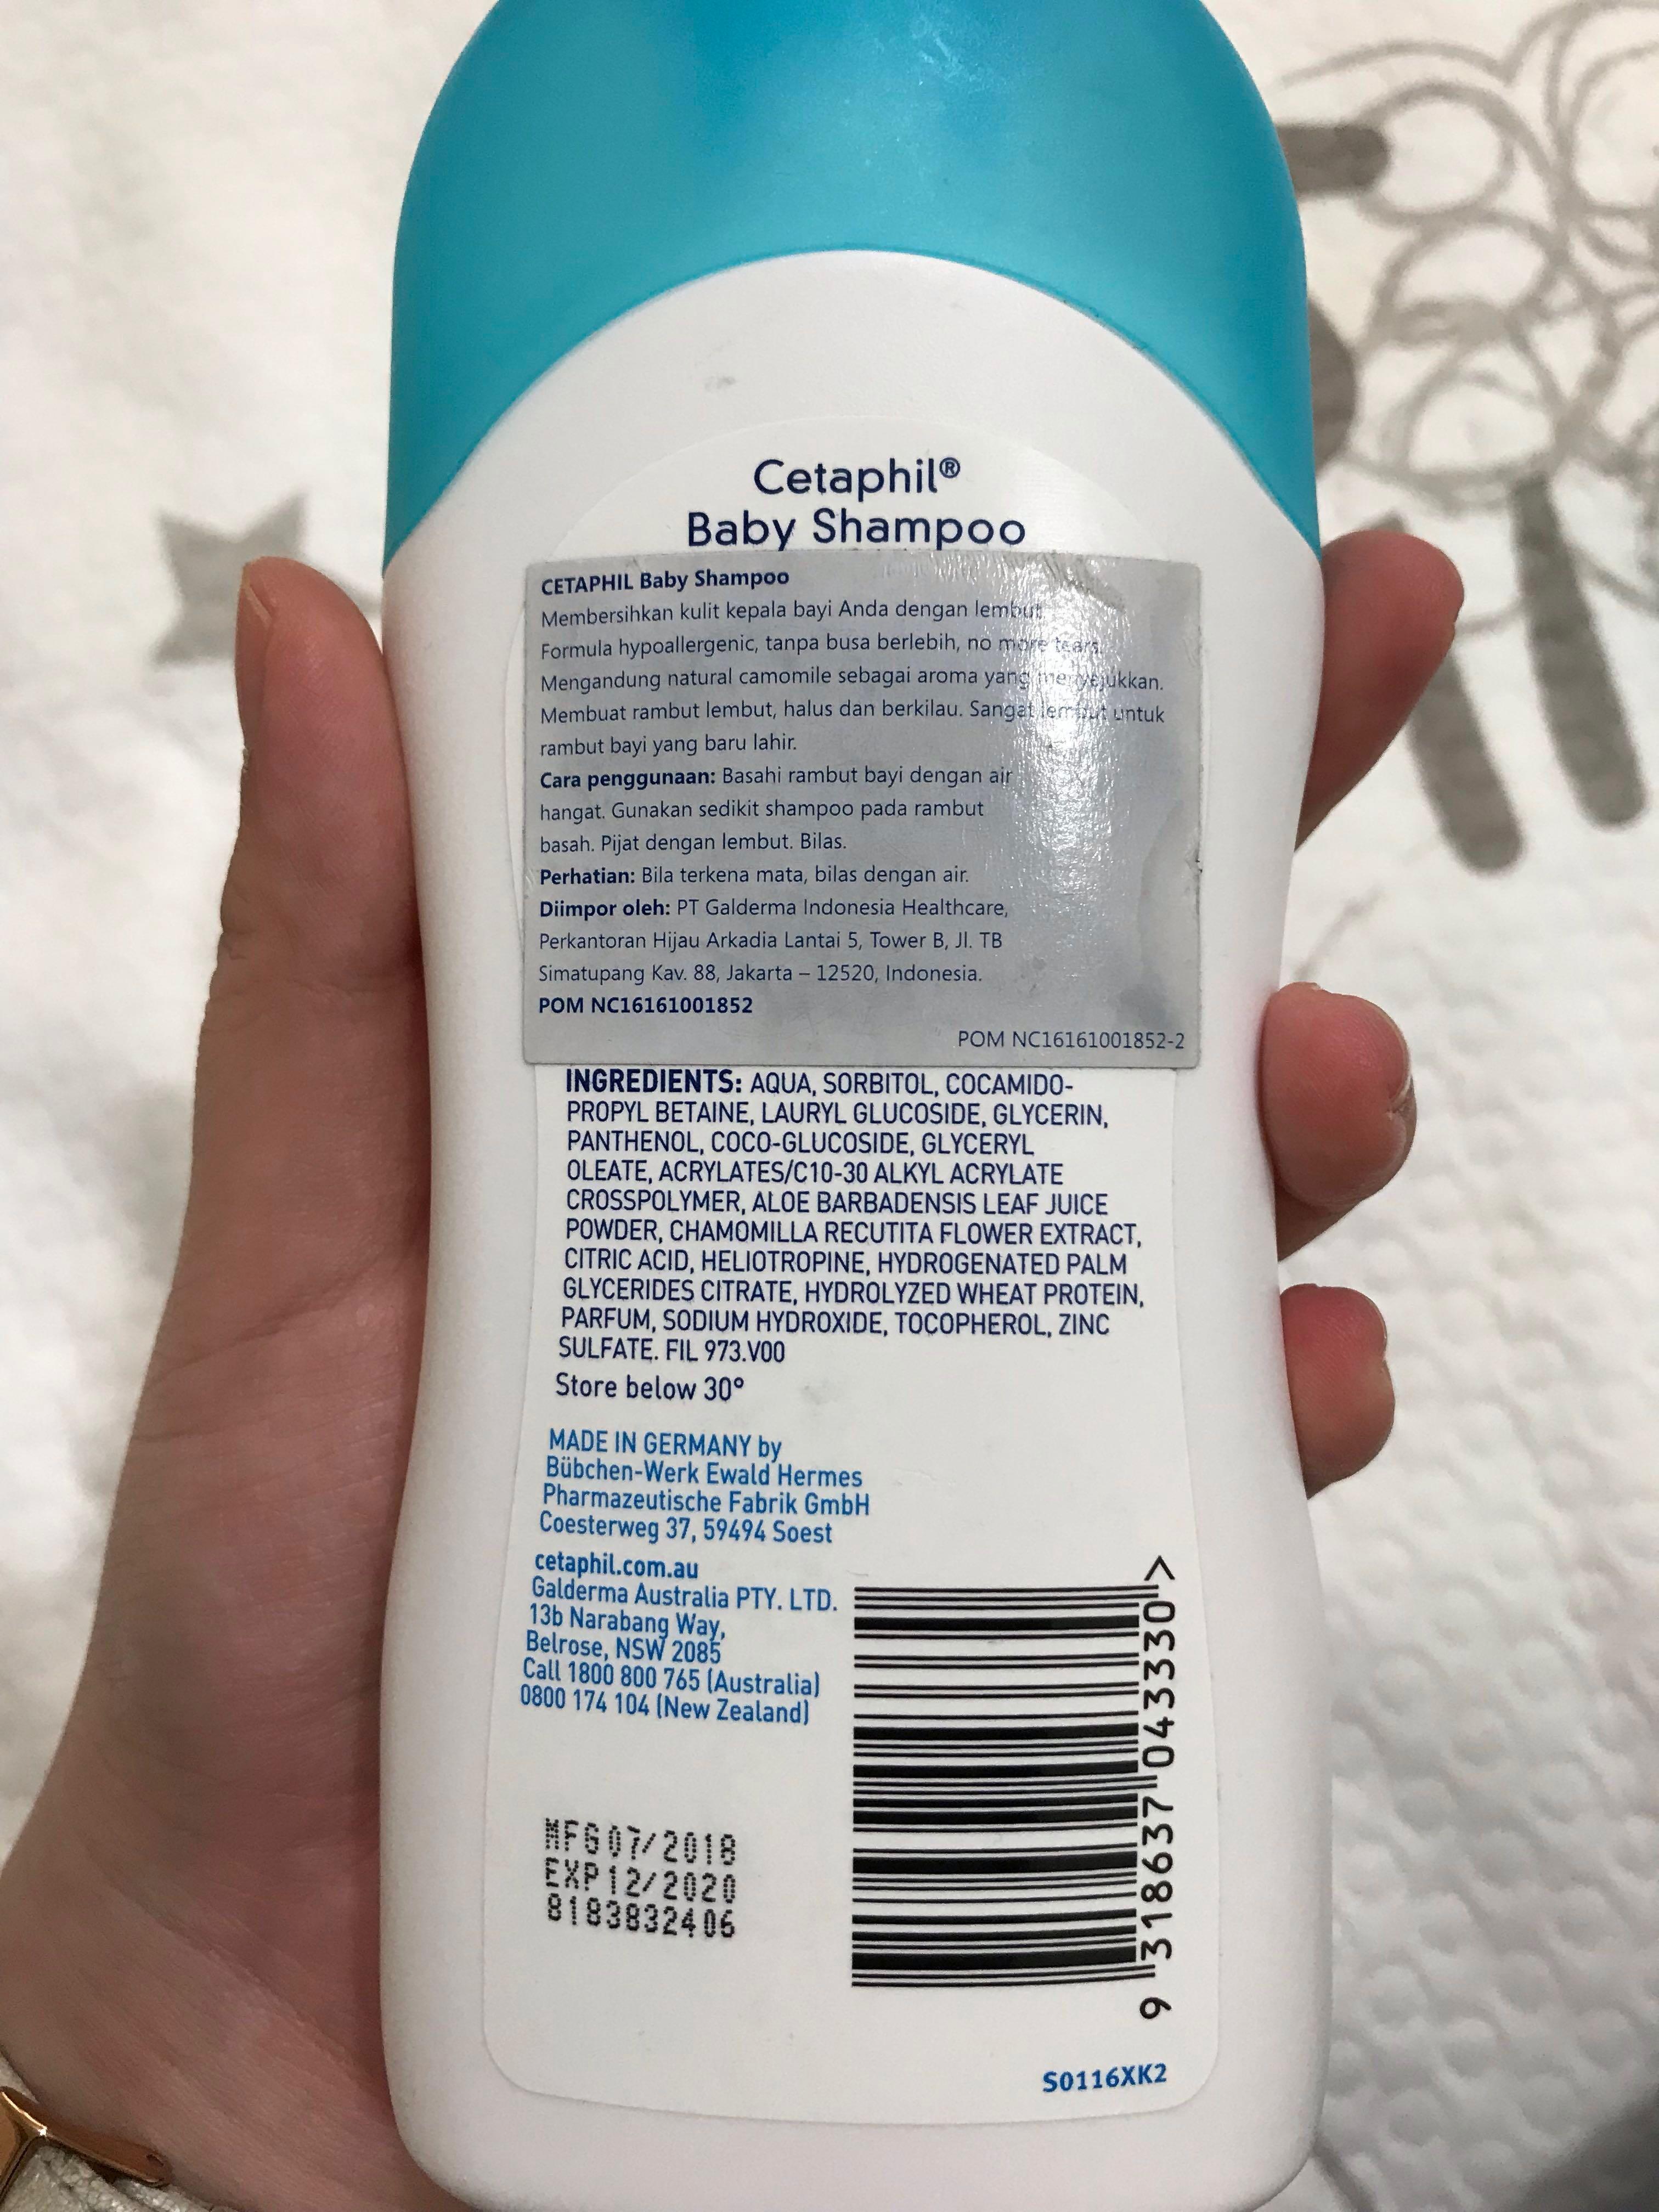 Cetaphil®
Baby Shampoo
CETAPHIL Baby Shampoo
Membersihkan kulit kepala bayi Anda dengan lembut.
Formula hypoallergenic, tanpa busa berlebih, no more tears.
Mengandung natural camomile sebagai aroma yang menyejukkan.
Membuat rambut lembut, halus dan berkilau. Sangat lembut untuk
rambut bayi yang baru lahir.
Cara penggunaan: Basahi rambut bayi dengan air
hangat. Gunakan sedikit shampoo pada rambut
basah. Pijat dengan lembut. Bilas.
Perhatian: Bila terkena mata, bilas dengan air.
Diimpor oleh: PT Galderma Indonesia Healthcare,
Perkantoran Hijau Arkadia Lantai 5, Tower B, Jl. TB
Simatupang Kav. 88, Jakarta – 12520, Indonesia.
POM NC16161001852
POM NC16161001852-2
INGREDIENTS: AQUA, SORBITOL, COCAMIDO-
PROPYL BETAINE, LAURYL GLUCOSIDE, GLYCERIN,
PANTHENOL, COCO-GLUCOSIDE, GLYCERYL
OLEATE, ACRYLATES/C10-30 ALKYL ACRYLATE
CROSSPOLYMER, ALOE BARBADENSIS LEAF JUICE
POWDER, CHAMOMILLA RECUTITA FLOWER EXTRACT,
CITRIC ACID, HELIOTROPINE, HYDROGENATED PALM
GLYCERIDES CITRATE, HYDROLYZED WHEAT PROTEIN,
PARFUM, SODIUM HYDROXIDE, TOCOPHEROL, ZINC
SULFATE. FIL 973.V00
Store below 30°
MADE IN GERMANY by
Bübchen-Werk Ewald Hermes
Pharmazeutische Fabrik GmbH
Coesterweg 37, 59494 Soest
cetaphil.com.au
Galderma Australia PTY. LTD.
13b Narabang Way,
Belrose, NSW 2085
Call 1800 800 765 (Australia)
0800 174 104 (New Zealand)
MFG07/2018
EXP12/2020
8183832406
9 318637 043330 >
S0116XK2